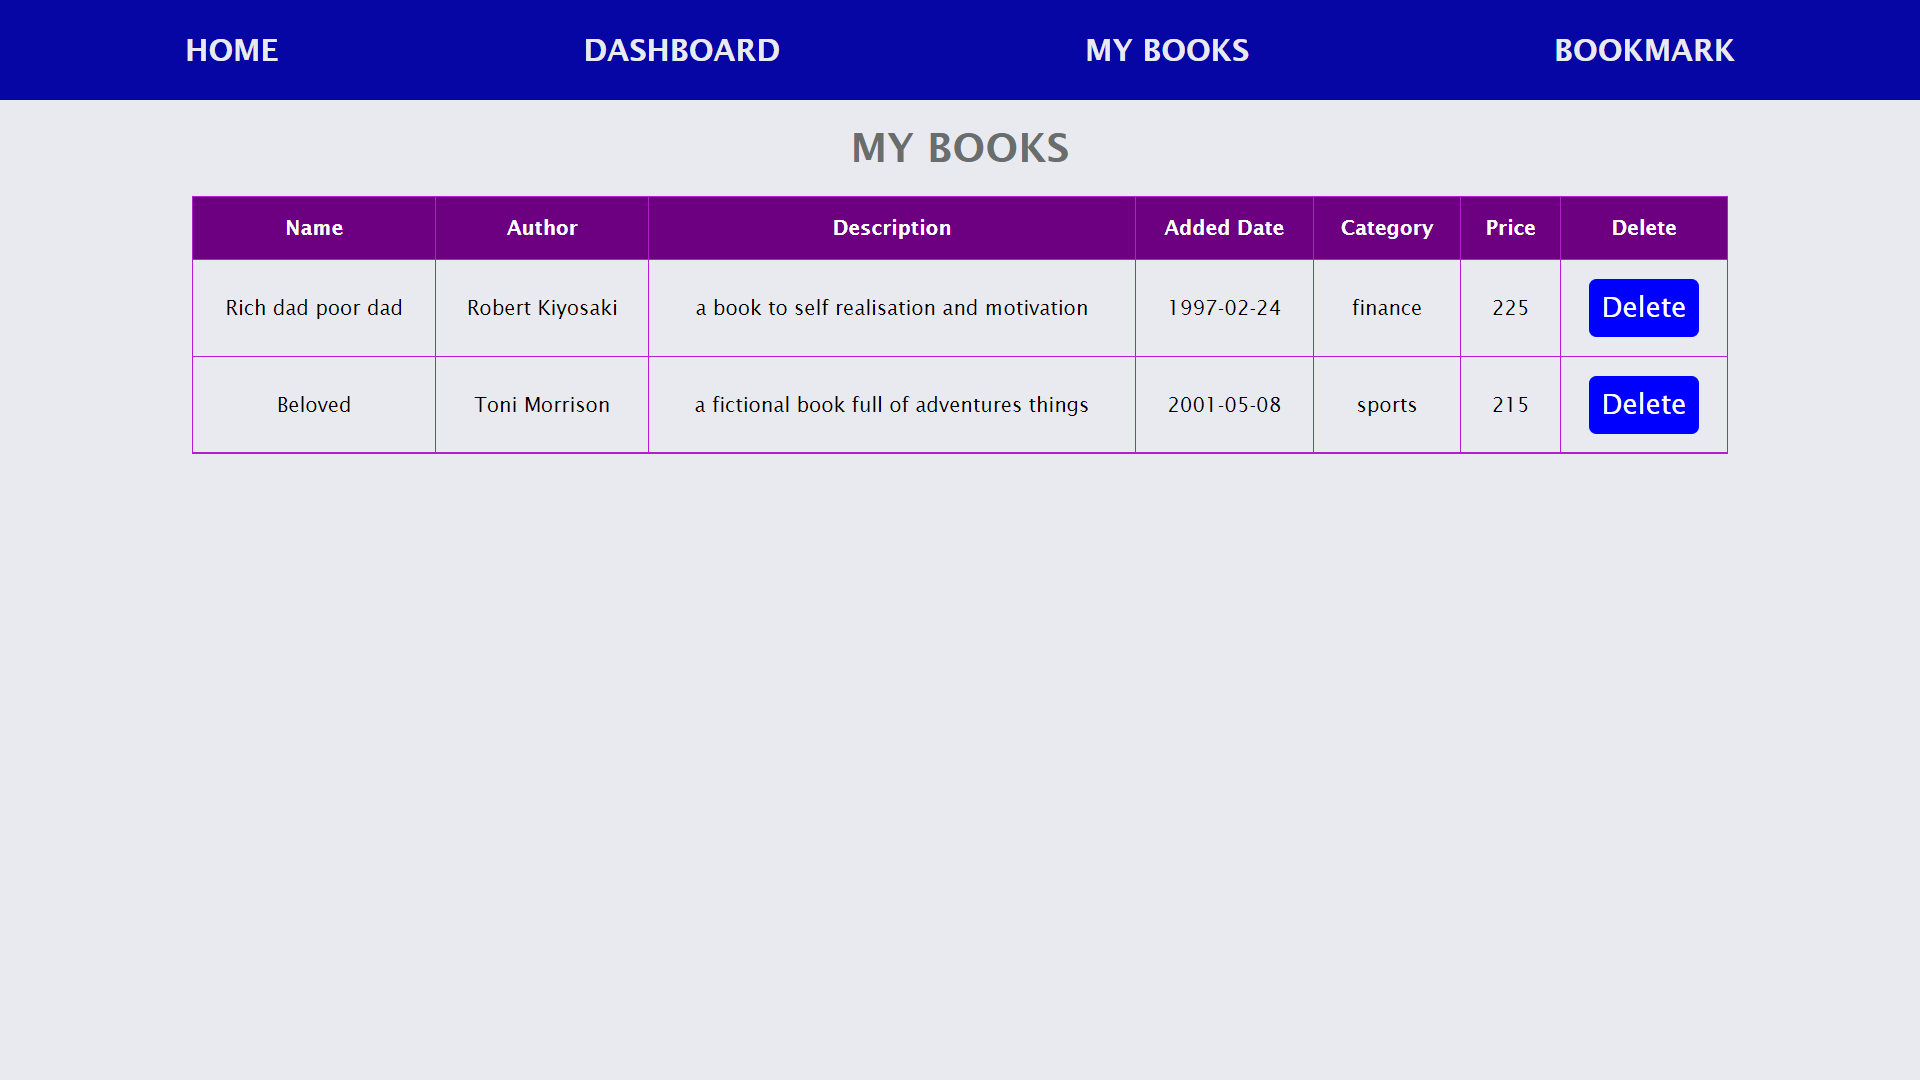 HOME DASHBOARD MY BOOKS BOOKMARK
MY BOOKS
Name Author Description Added Date Category Price Delete
Rich dad poor dad Robert Kiyosaki a book to self realisation and motivation 1997-02-24 finance 225 Delete
Beloved Toni Morrison a fictional book full of adventures things 2001-05-08 sports 215 Delete